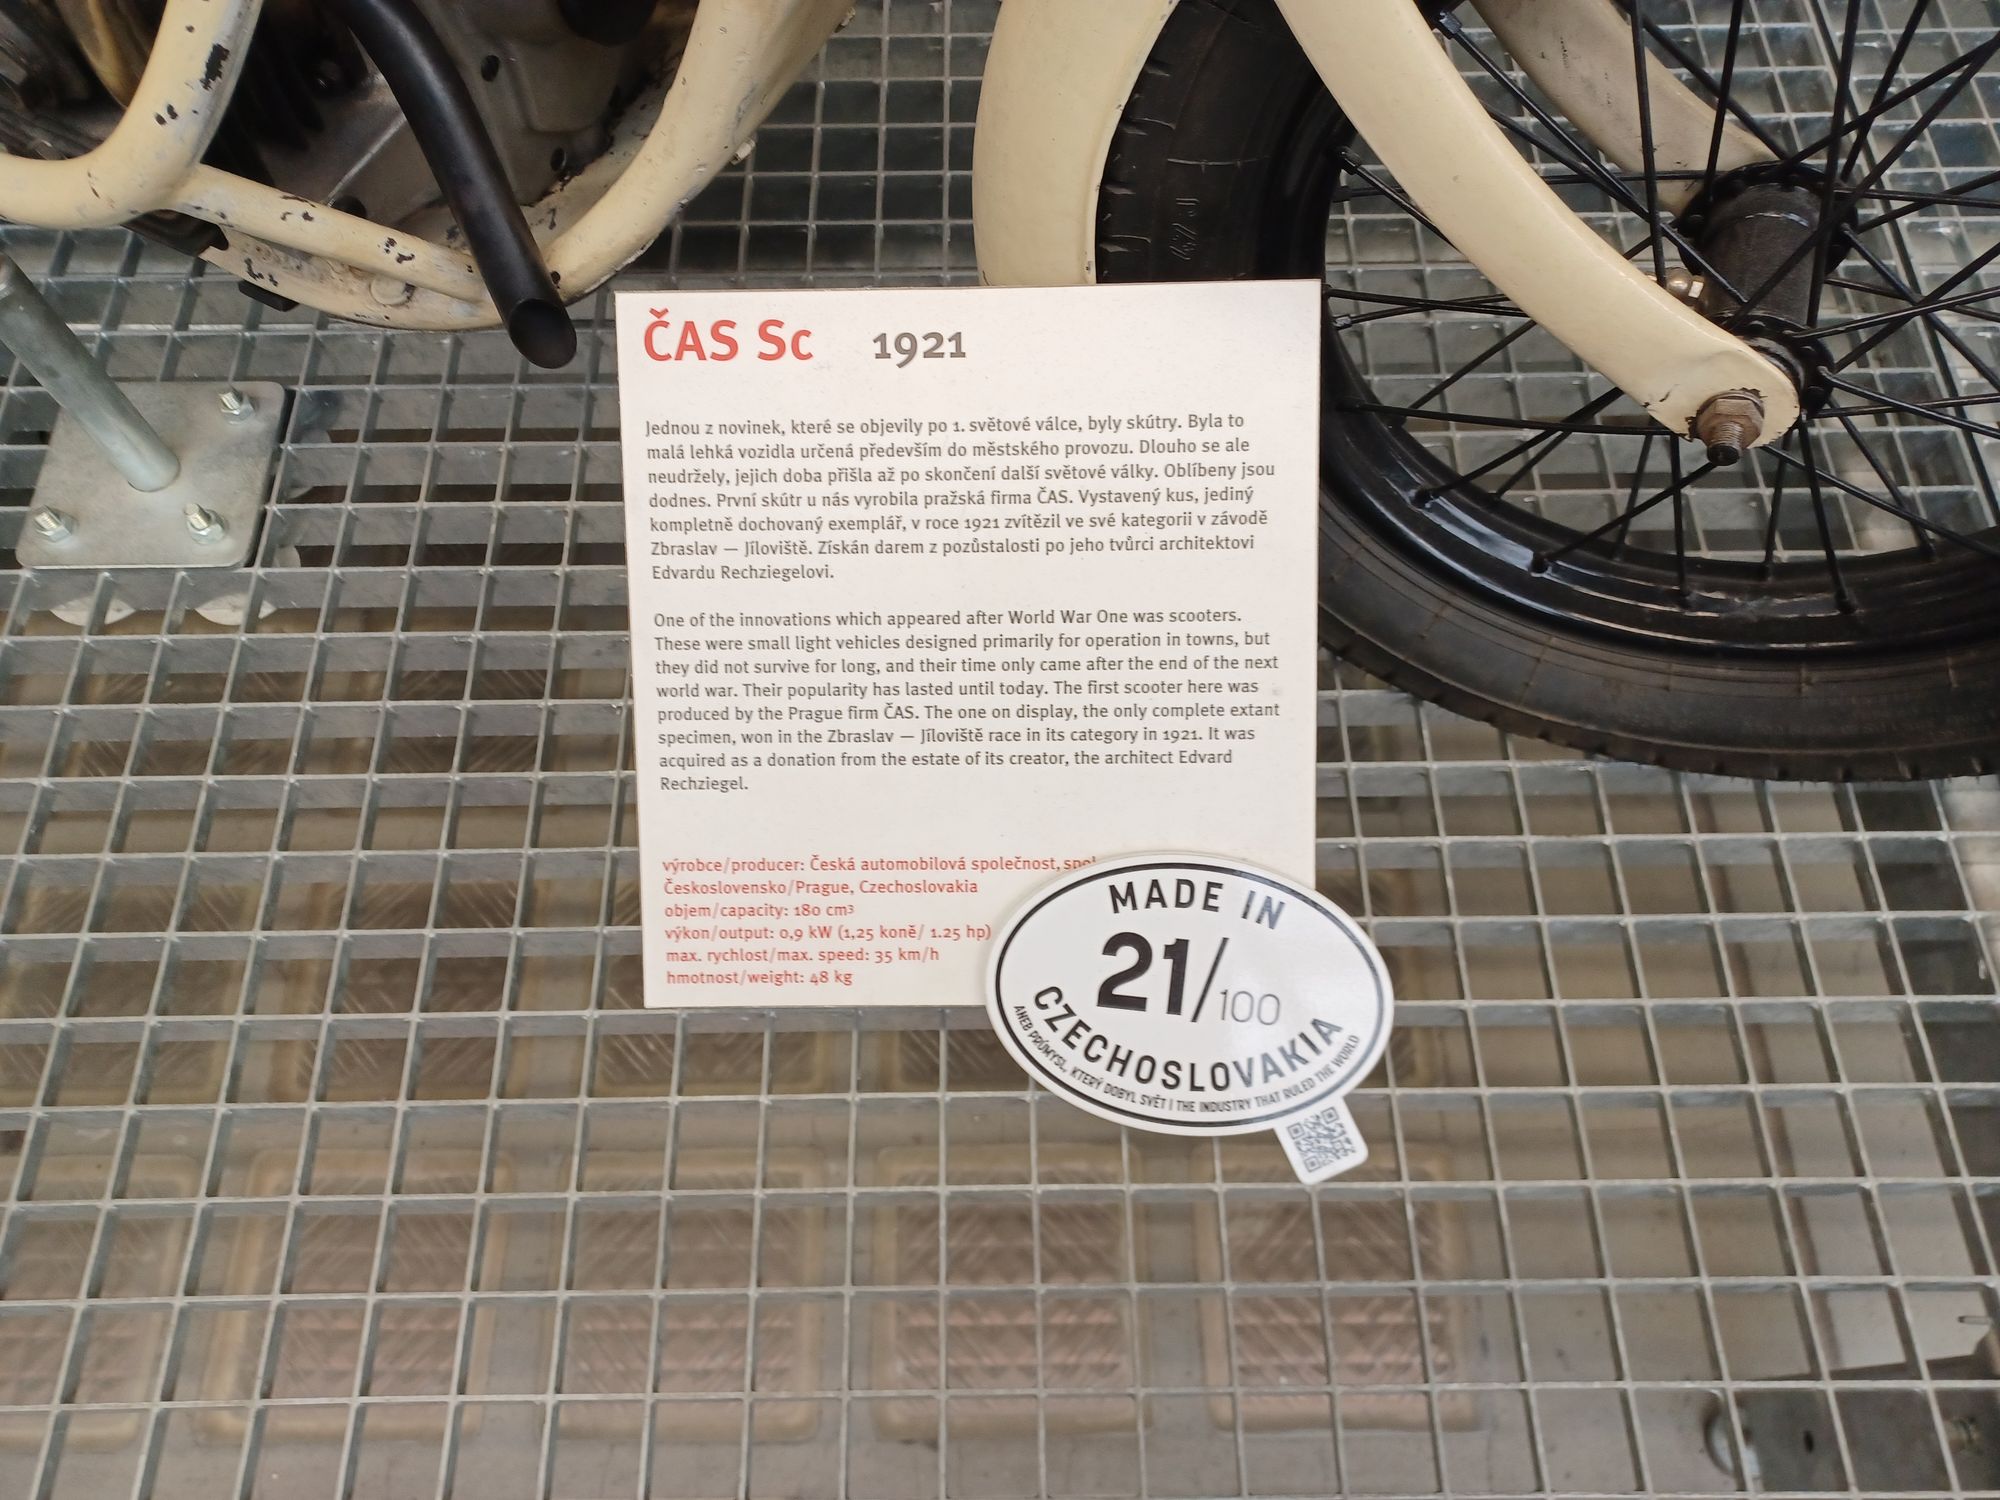 ČAS Sc 1921
Jednou z novinek, které se objevily po 1. světové válce, byly skútry. Byla to
malá lehká vozidla určená především do městského provozu. Dlouho se ale
neudržely, jejich doba přišla až po skončení další světové války. Oblíbeny jsou
dodnes. První skútr u nás vyrobila pražská firma ČAS. Vystavený kus, jediný
kompletně dochovaný exemplář, v roce 1921 zvítězil ve své kategorii v závodě
Zbraslav — Jíloviště. Získán darem z pozůstalosti po jeho tvůrci architektovi
Edvardu Rechziegelovi.
One of the innovations which appeared after World War One was scooters.
These were small light vehicles designed primarily for operation in towns, but
they did not survive for long, and their time only came after the end of the next
world war. Their popularity has lasted until today. The first scooter here was
produced by the Prague firm ČAS. The one on display, the only complete extant
specimen, won in the Zbraslav — Jíloviště race in its category in 1921. It was
acquired as a donation from the estate of its creator, the architect Edvard
Rechziegel.
výrobce/producer: Česká automobilová společnost,
Československo/Prague, Czechoslovakia
objem/capacity: 180 cm³
výkon/output: 0,9 kW (1,25 koně/ 1.25 hp)
max. rychlost/max. speed: 35 km/h
hmotnost/weight: 48 kg
MADE IN
21/100
CZECHOSLOVAKIA
ANEB PRŮMYSL, KTERÝ DOBYL SVĚT | THE INDUSTRY THAT RULED THE WORLD